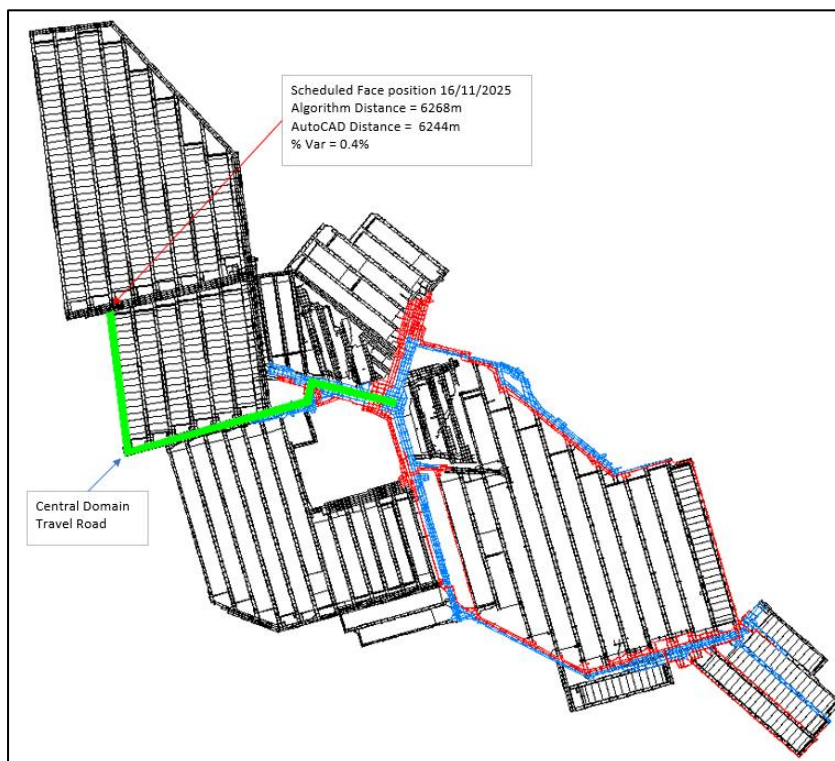 Scheduled Face position 16/11/2025
Algorithm Distance = 6268m
AutoCAD Distance = 6244m
% Var = 0.4%
Central Domain
Travel Road